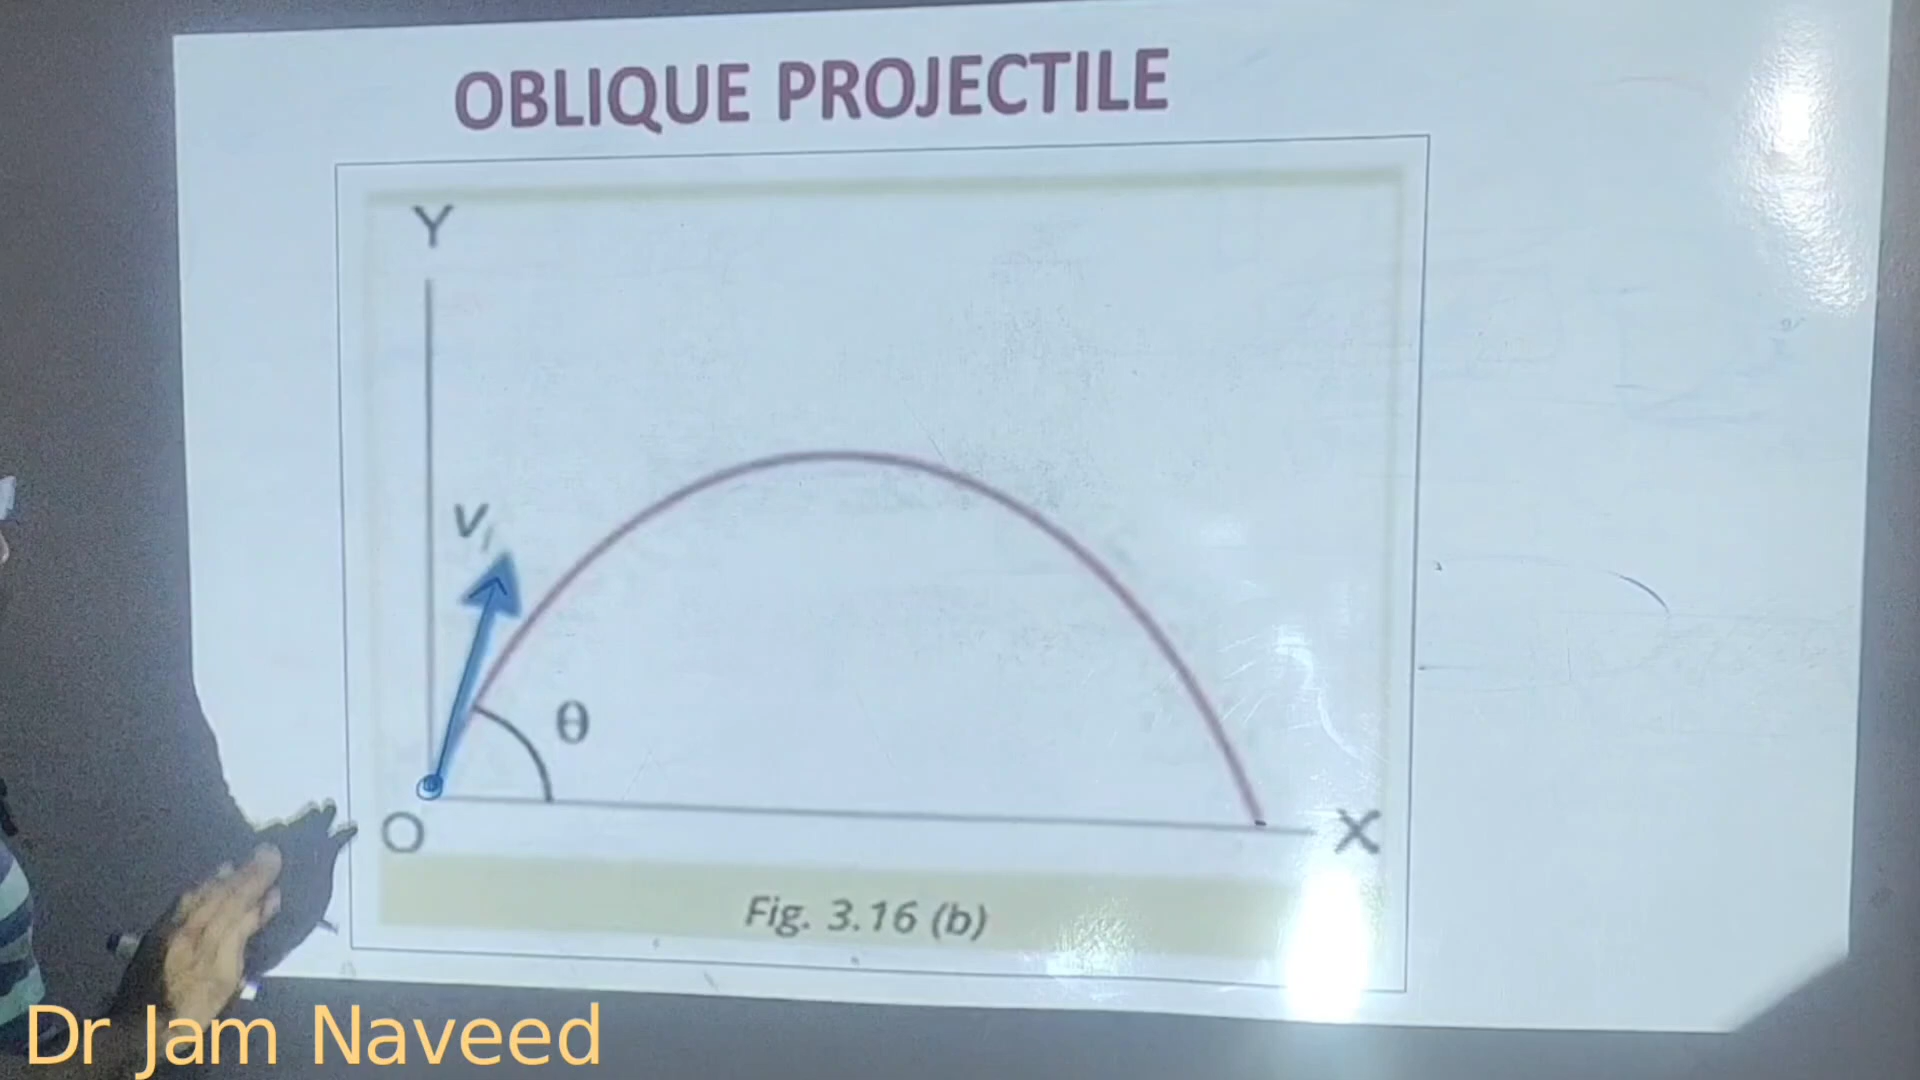 OBLIQUE PROJECTILE
Y
Vi
θ
O
X
Fig. 3.16 (b)
Dr Jam Naveed